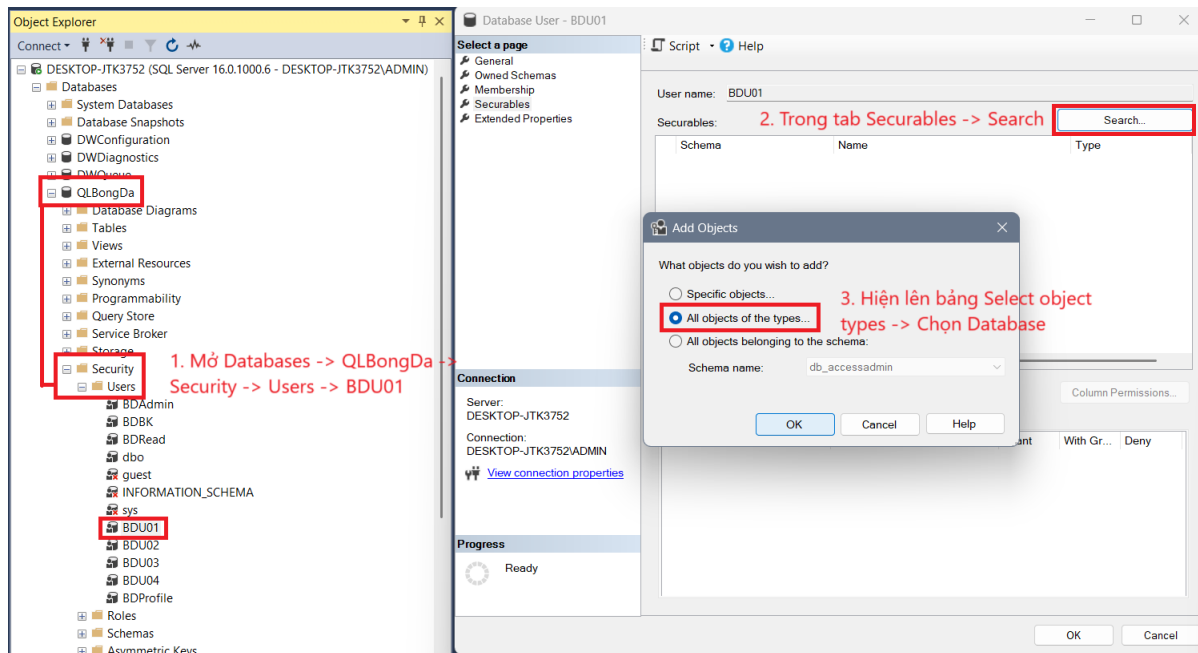 Object Explorer
Connect
DESKTOP-JTK3752 (SQL Server 16.0.1000.6 - DESKTOP-JTK3752\ADMIN)
Databases
System Databases
Database Snapshots
DWConfiguration
DWDiagnostics
DWQueue
QLBongDa
Database Diagrams
Tables
Views
External Resources
Synonyms
Programmability
Query Store
Service Broker
Storage
Security
Users
BDAdmin
BDBK
BDRead
dbo
guest
INFORMATION_SCHEMA
sys
BDU01
BDU02
BDU03
BDU04
BDProfile
Roles
Schemas
Asymmetric Keys
1. Mở Databases -> QLBongDa ->
Security -> Users -> BDU01
Database User - BDU01
Select a page
General
Owned Schemas
Membership
Securables
Extended Properties
Connection
Server:
DESKTOP-JTK3752
Connection:
DESKTOP-JTK3752\ADMIN
View connection properties
Progress
Ready
Script
Help
User name: BDU01
Securables:
2. Trong tab Securables -> Search
Search...
Schema Name Type
Add Objects
What objects do you wish to add?
Specific objects...
All objects of the types...
All objects belonging to the schema:
Schema name: db_accessadmin
OK Cancel Help
3. Hiện lên bảng Select object
types -> Chọn Database
Column Permissions...
With Gr... Deny
OK Cancel